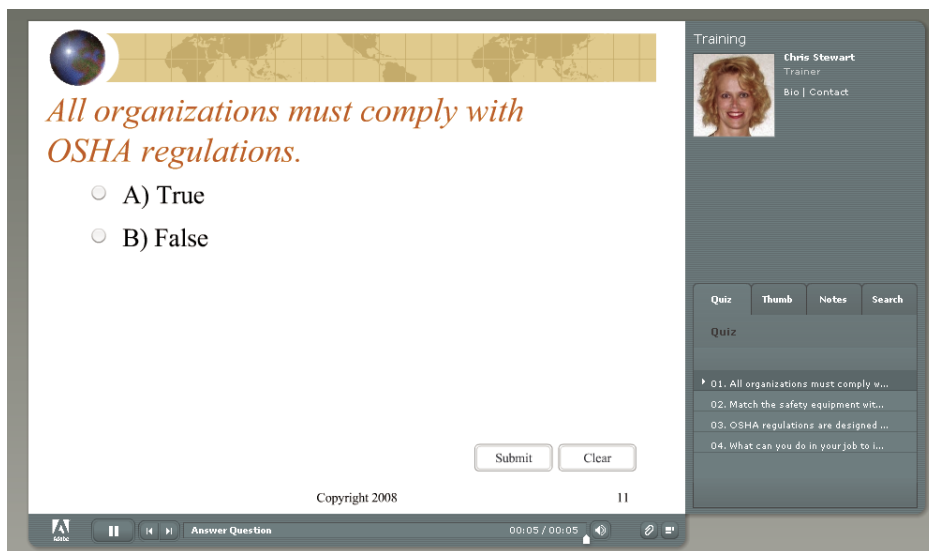 All organizations must comply with
OSHA regulations.
A) True
B) False
Submit
Clear
Copyright 2008
11
Adobe
Answer Question
00:05 / 00:05
Training
Chris Stewart
Trainer
Bio | Contact
Quiz
Thumb
Notes
Search
Quiz
01. All organizations must comply w...
02. Match the safety equipment wit...
03. OSHA regulations are designed ...
04. What can you do in your job to i...